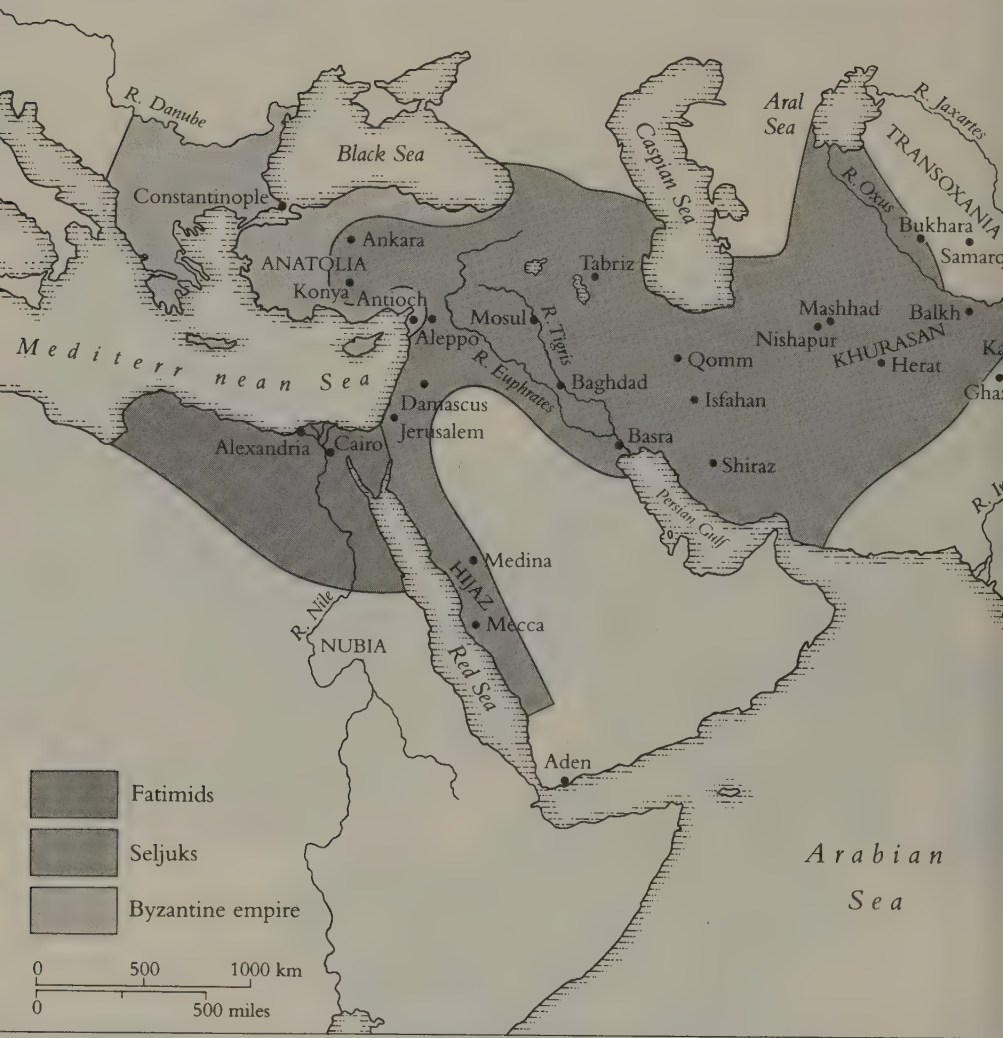 R. Danube
Black Sea
Caspian Sea
Aral
Sea
R. Jaxartes
TRANSOXANIA
R. Oxus
Constantinople
Bukhara
Ankara
ANATOLIA
Konya
Antioch
Aleppo
Tabriz
Mosul
R. Tigris
Mashhad
Nishapur
Balkh
KHURASAN
Herat
Mediterr nean Sea
R. Euphrates
Qomm
Baghdad
Isfahan
Damascus
Jerusalem
Alexandria
Cairo
Basra
Shiraz
Persian Gulf
Medina
HIJAZ
Mecca
R. Nile
NUBIA
Red Sea
Aden
Fatimids
Seljuks
Byzantine empire
Arabian
Sea
0 500 1000 km
0 500 miles